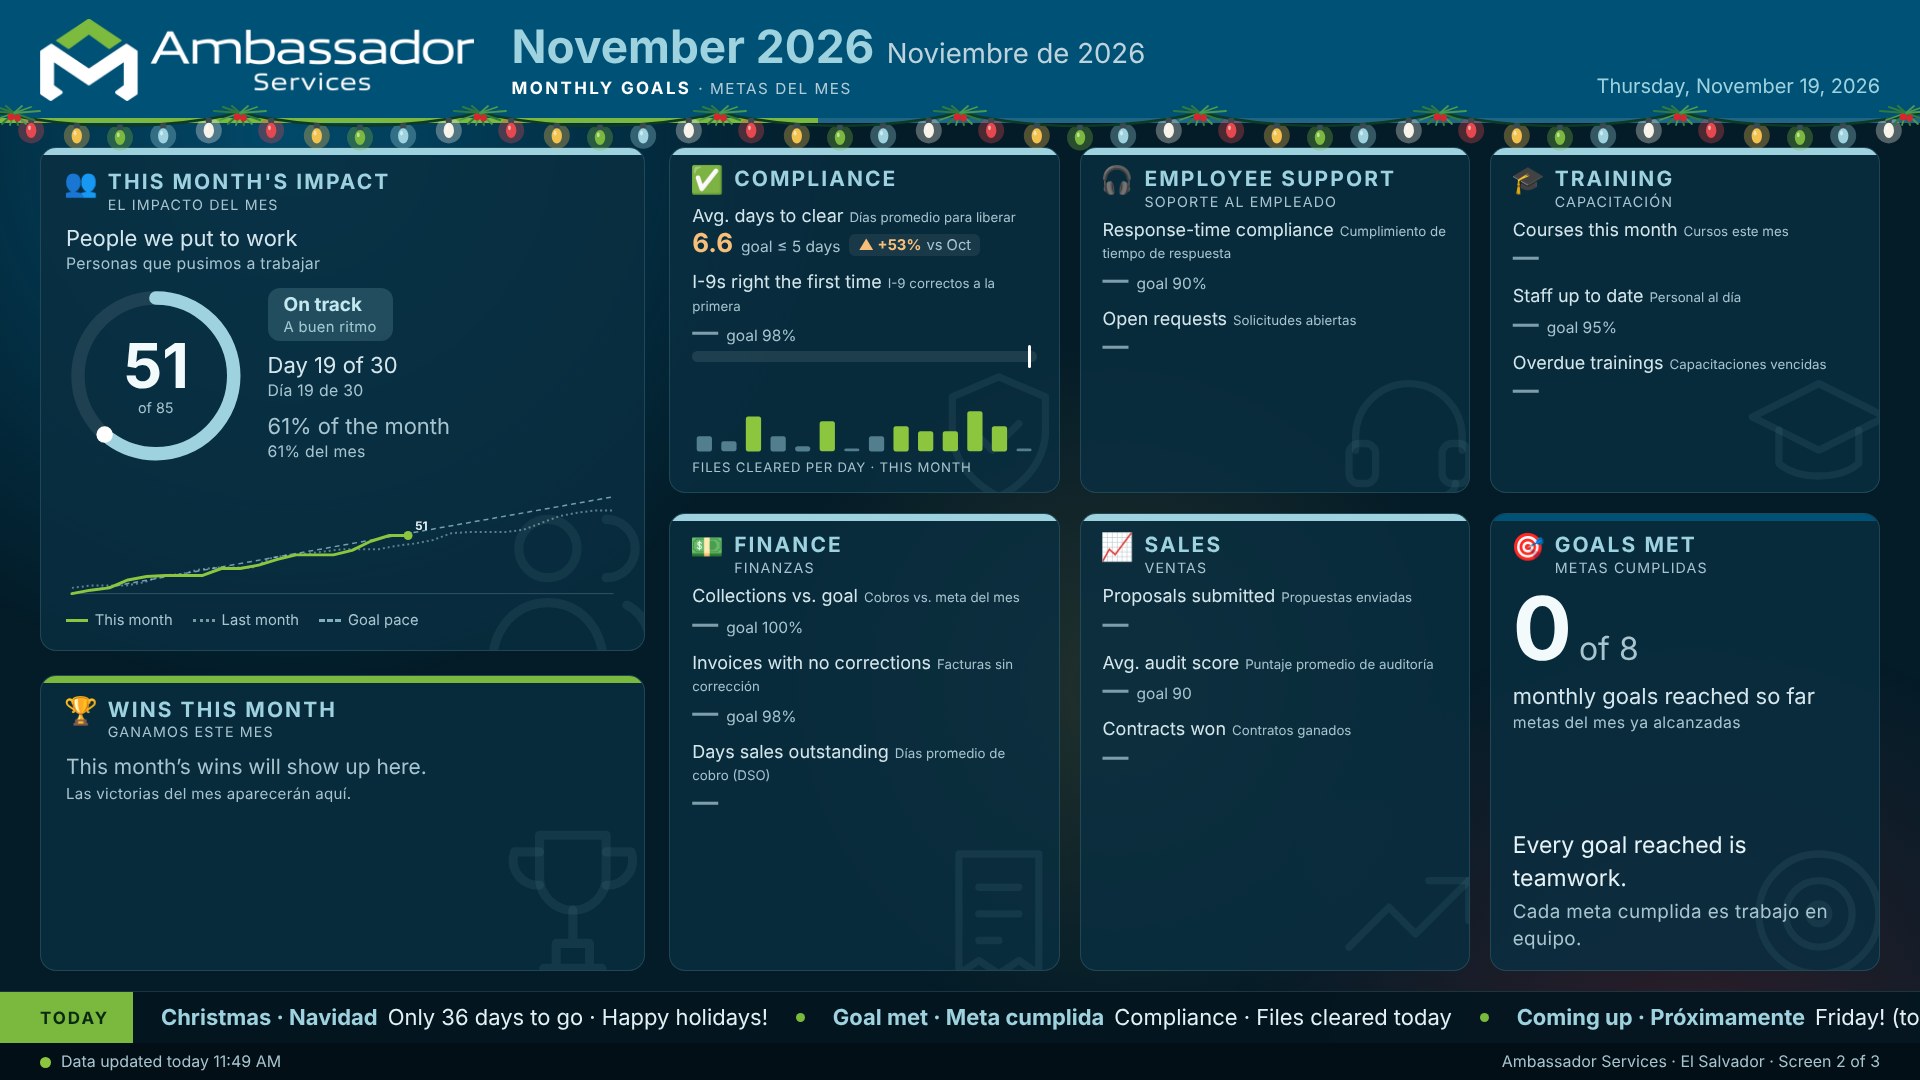 Ambassador
Services
November 2026 Noviembre de 2026
MONTHLY GOALS · METAS DEL MES
Thursday, November 19, 2026
THIS MONTH'S IMPACT
EL IMPACTO DEL MES
People we put to work
Personas que pusimos a trabajar
51
of 85
On track
A buen ritmo
Day 19 of 30
Día 19 de 30
61% of the month
61% del mes
51
This month
Last month
Goal pace
WINS THIS MONTH
GANAMOS ESTE MES
This month’s wins will show up here.
Las victorias del mes aparecerán aquí.
COMPLIANCE
Avg. days to clear Días promedio para liberar
6.6 goal ≤ 5 days ▲ +53% vs Oct
I-9s right the first time I-9 correctos a la
primera
— goal 98%
FILES CLEARED PER DAY · THIS MONTH
EMPLOYEE SUPPORT
SOPORTE AL EMPLEADO
Response-time compliance Cumplimiento de
tiempo de respuesta
— goal 90%
Open requests Solicitudes abiertas
—
TRAINING
CAPACITACIÓN
Courses this month Cursos este mes
—
Staff up to date Personal al día
— goal 95%
Overdue trainings Capacitaciones vencidas
—
FINANCE
FINANZAS
Collections vs. goal Cobros vs. meta del mes
— goal 100%
Invoices with no corrections Facturas sin
corrección
— goal 98%
Days sales outstanding Días promedio de
cobro (DSO)
—
SALES
VENTAS
Proposals submitted Propuestas enviadas
—
Avg. audit score Puntaje promedio de auditoría
— goal 90
Contracts won Contratos ganados
—
GOALS MET
METAS CUMPLIDAS
0 of 8
monthly goals reached so far
metas del mes ya alcanzadas
Every goal reached is
teamwork.
Cada meta cumplida es trabajo en
equipo.
TODAY
Christmas · Navidad Only 36 days to go · Happy holidays! • Goal met · Meta cumplida Compliance · Files cleared today • Coming up · Próximamente Friday! (to
Data updated today 11:49 AM
Ambassador Services · El Salvador · Screen 2 of 3